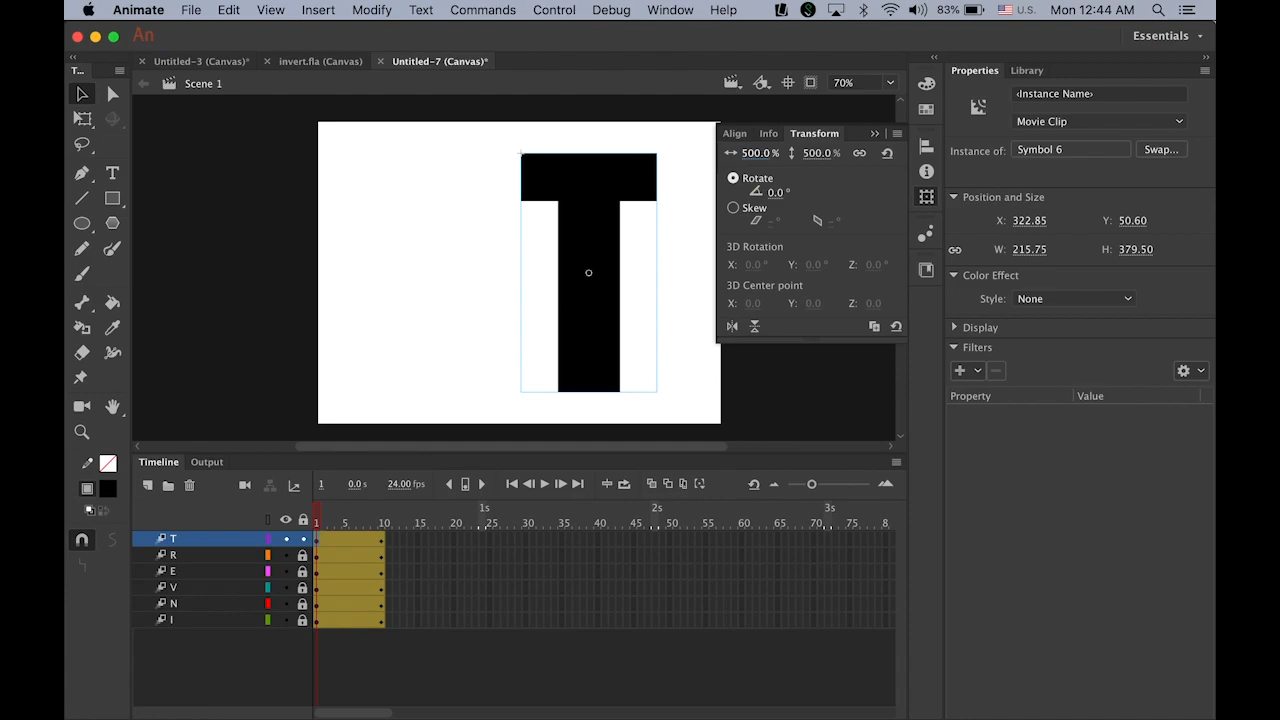 Animate File Edit View Insert Modify Text Commands Control Debug Window Help 83% U.S. Mon 12:44 AM
An Essentials
Untitled-3 (Canvas)* invert.fla (Canvas) Untitled-7 (Canvas)*
T... Properties Library
Scene 1 70%
‹Instance Name›
Movie Clip
Align Info Transform
Instance of: Symbol 6 Swap...
500.0 % 500.0 %
Rotate
0.0 °
Skew
- ° - °
3D Rotation
X: 0.0 ° Y: 0.0 ° Z: 0.0 °
3D Center point
X: 0.0 Y: 0.0 Z: 0.0
Position and Size
X: 322.85 Y: 50.60
W: 215.75 H: 379.50
Color Effect
Style: None
Display
Filters
Property Value
T
Timeline Output
1 0.0 s 24.00 fps
1s 2s 3s
1 5 10 15 20 25 30 35 40 45 50 55 60 65 70 75 80 8
T
R
E
V
N
I